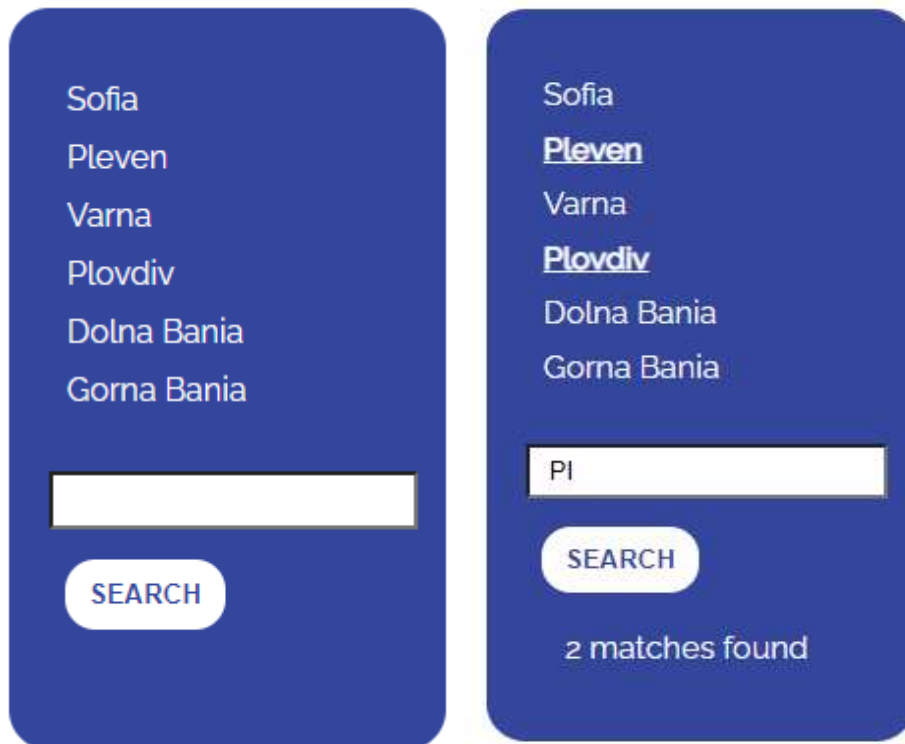 Sofia
Pleven
Varna
Plovdiv
Dolna Bania
Gorna Bania
SEARCH
Sofia
Pleven
Varna
Plovdiv
Dolna Bania
Gorna Bania
Pl
SEARCH
2 matches found